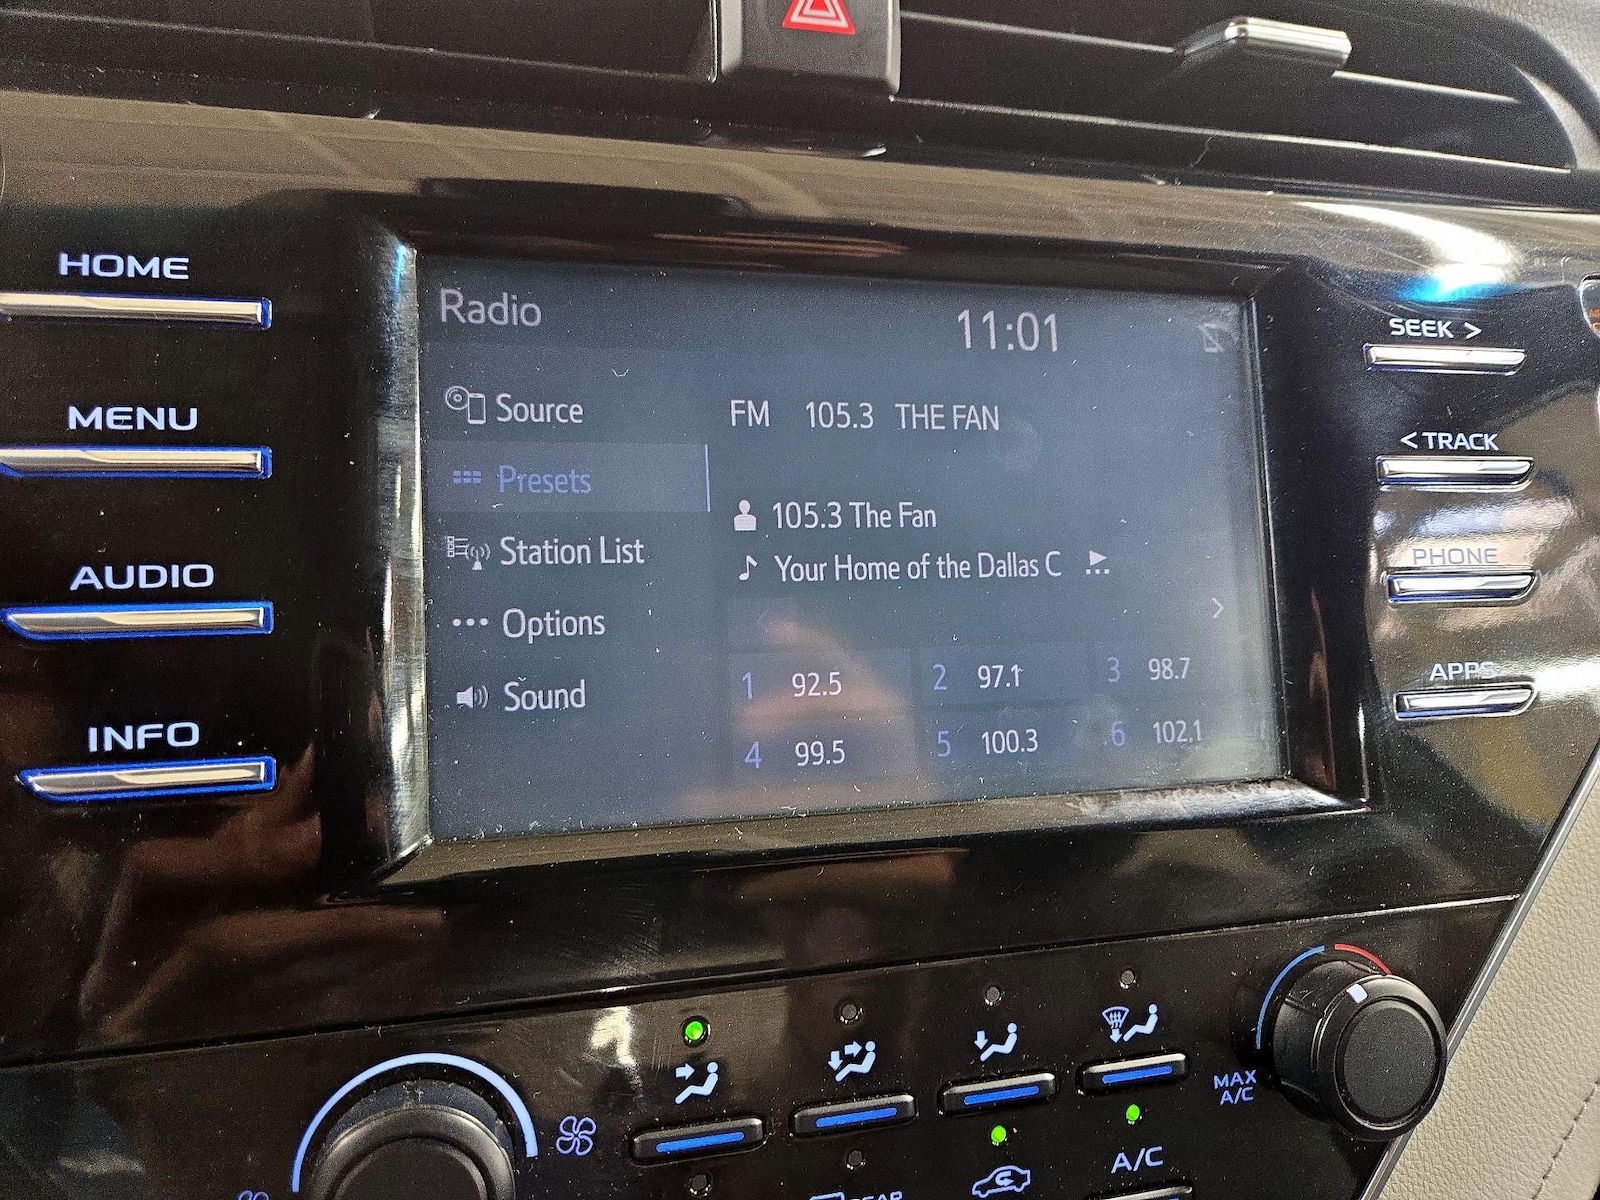 HOME
MENU
AUDIO
INFO
Radio
11:01
Source
Presets
Station List
Options
Sound
FM 105.3 THE FAN
105.3 The Fan
Your Home of the Dallas C
1 92.5 2 97.1 3 98.7
4 99.5 5 100.3 6 102.1
SEEK >
< TRACK
PHONE
APPS
MAX
A/C
A/C